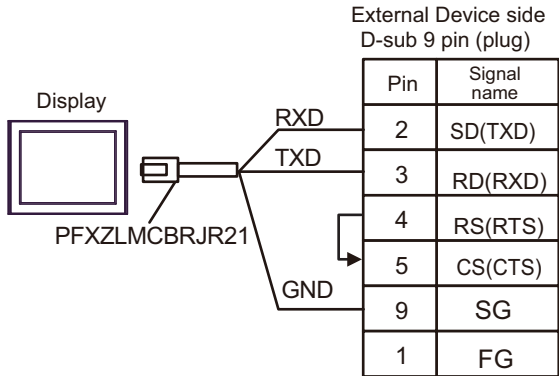 External Device side
D-sub 9 pin (plug)
Pin
Signal
name
Display
RXD
2
SD(TXD)
TXD
3
RD(RXD)
4
RS(RTS)
PFXZLMCBRJR21
5
CS(CTS)
GND
9
SG
1
FG